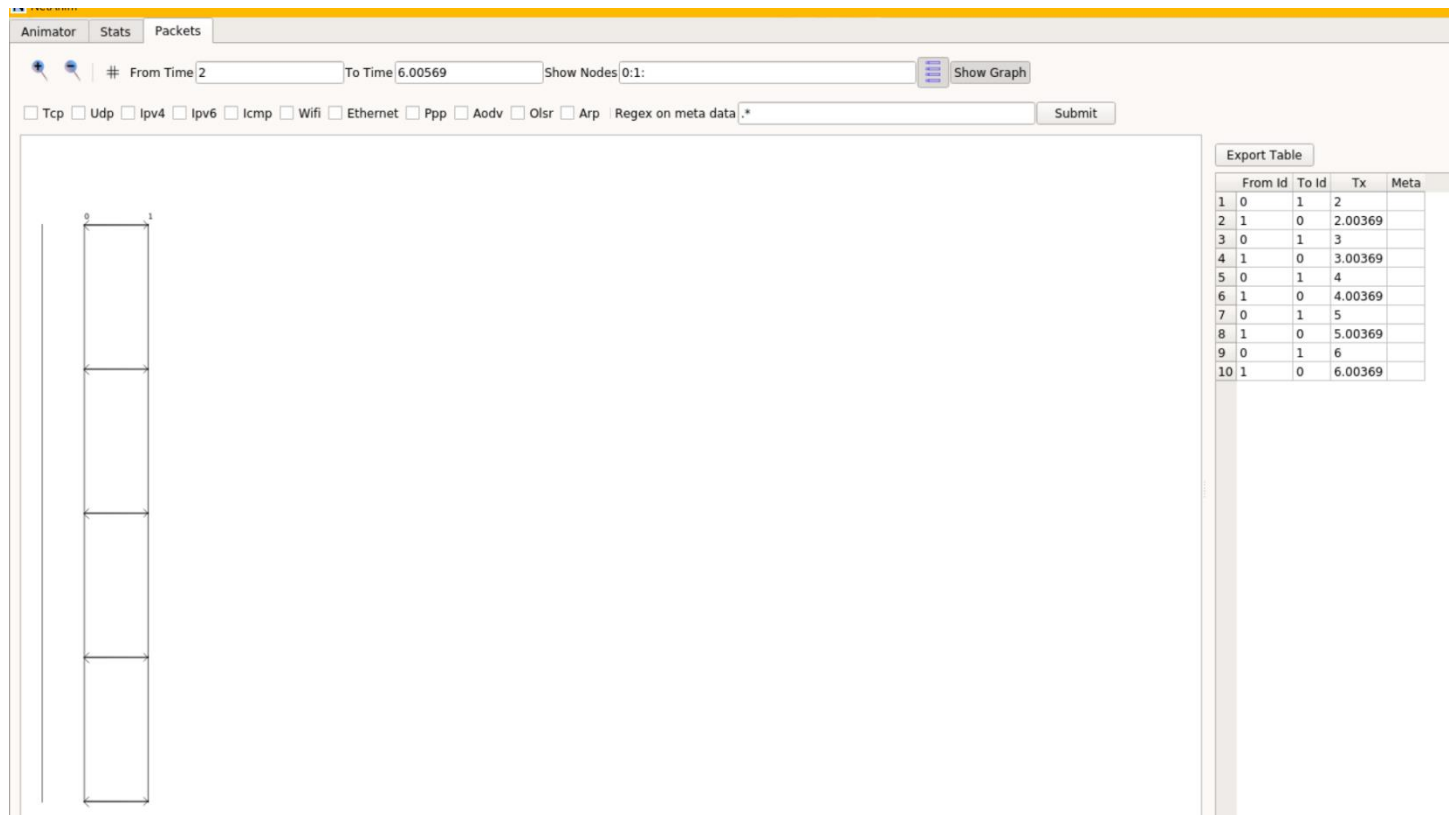 NetAnim
Animator Stats Packets
# From Time 2 To Time 6.00569 Show Nodes 0:1: Show Graph
Tcp Udp Ipv4 Ipv6 Icmp Wifi Ethernet Ppp Aodv Olsr Arp Regex on meta data .* Submit
Export Table
From Id To Id Tx Meta
1 0 1 2
2 1 0 2.00369
3 0 1 3
4 1 0 3.00369
5 0 1 4
6 1 0 4.00369
7 0 1 5
8 1 0 5.00369
9 0 1 6
10 1 0 6.00369
0 1